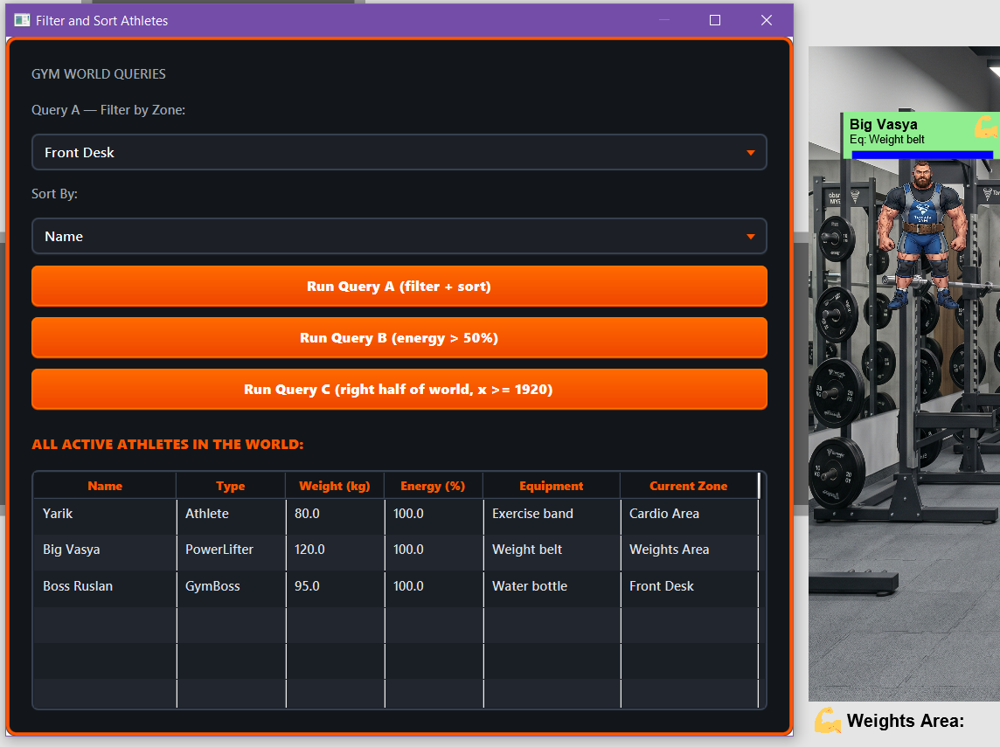 Filter and Sort Athletes
GYM WORLD QUERIES
Query A — Filter by Zone:
Front Desk
Sort By:
Name
Run Query A (filter + sort)
Run Query B (energy > 50%)
Run Query C (right half of world, x >= 1920)
ALL ACTIVE ATHLETES IN THE WORLD:
Name Type Weight (kg) Energy (%) Equipment Current Zone
Yarik Athlete 80.0 100.0 Exercise band Cardio Area
Big Vasya PowerLifter 120.0 100.0 Weight belt Weights Area
Boss Ruslan GymBoss 95.0 100.0 Water bottle Front Desk
Big Vasya
Eq: Weight belt
Weights Area: